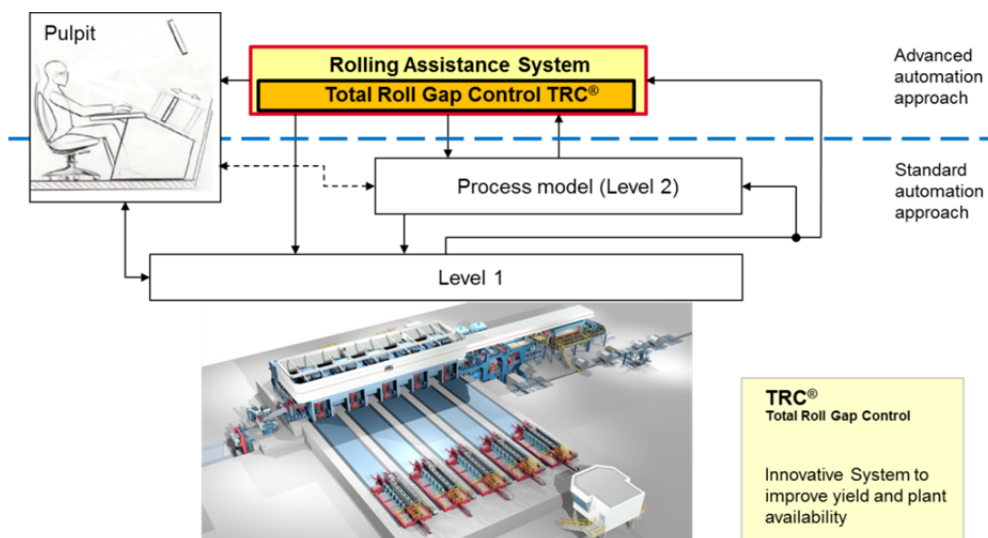 Pulpit
Rolling Assistance System
Total Roll Gap Control TRC®
Advanced
automation
approach
Process model (Level 2)
Standard
automation
approach
Level 1
TRC®
Total Roll Gap Control
Innovative System to
improve yield and plant
availability